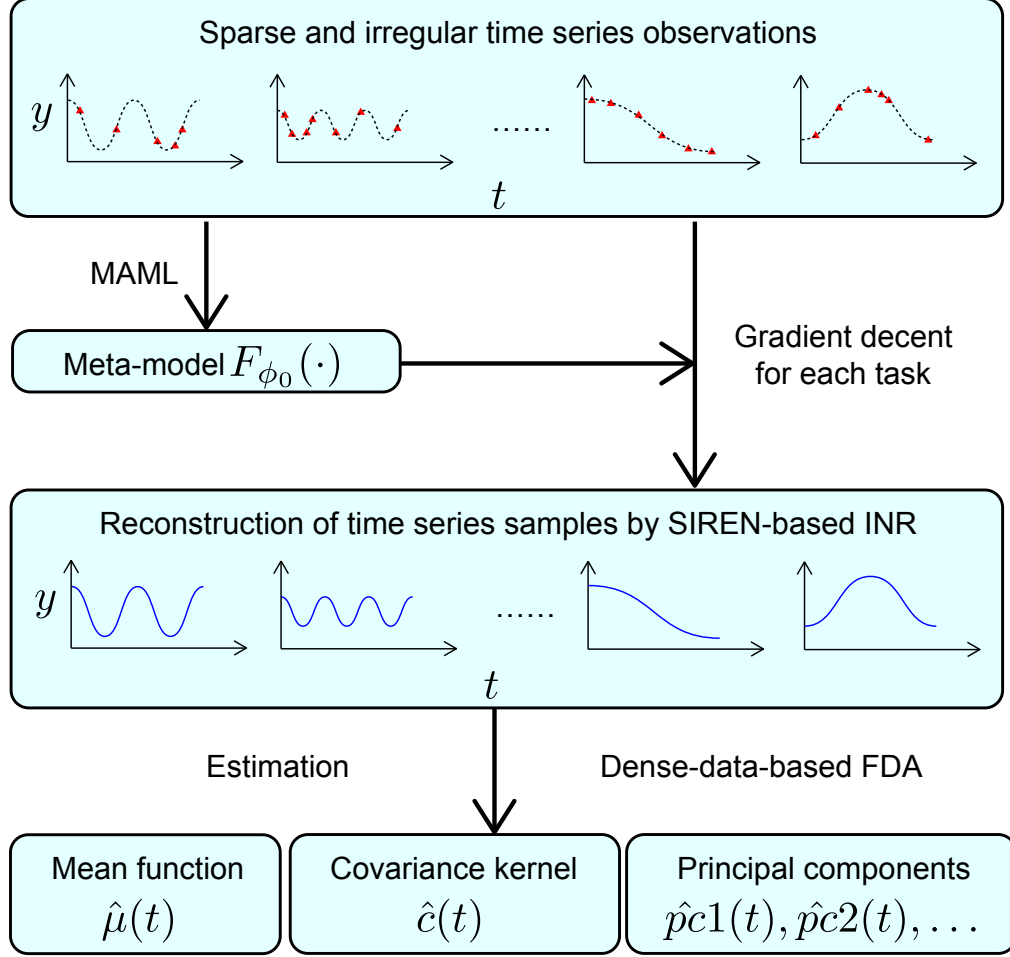 Sparse and irregular time series observations
y
......
t
MAML
Meta-model F_{ϕ_0}(·)
Gradient decent
for each task
Reconstruction of time series samples by SIREN-based INR
y
......
t
Estimation
Dense-data-based FDA
Mean function
μ̂(t)
Covariance kernel
ĉ(t)
Principal components
p̂c1(t), p̂c2(t), . . .